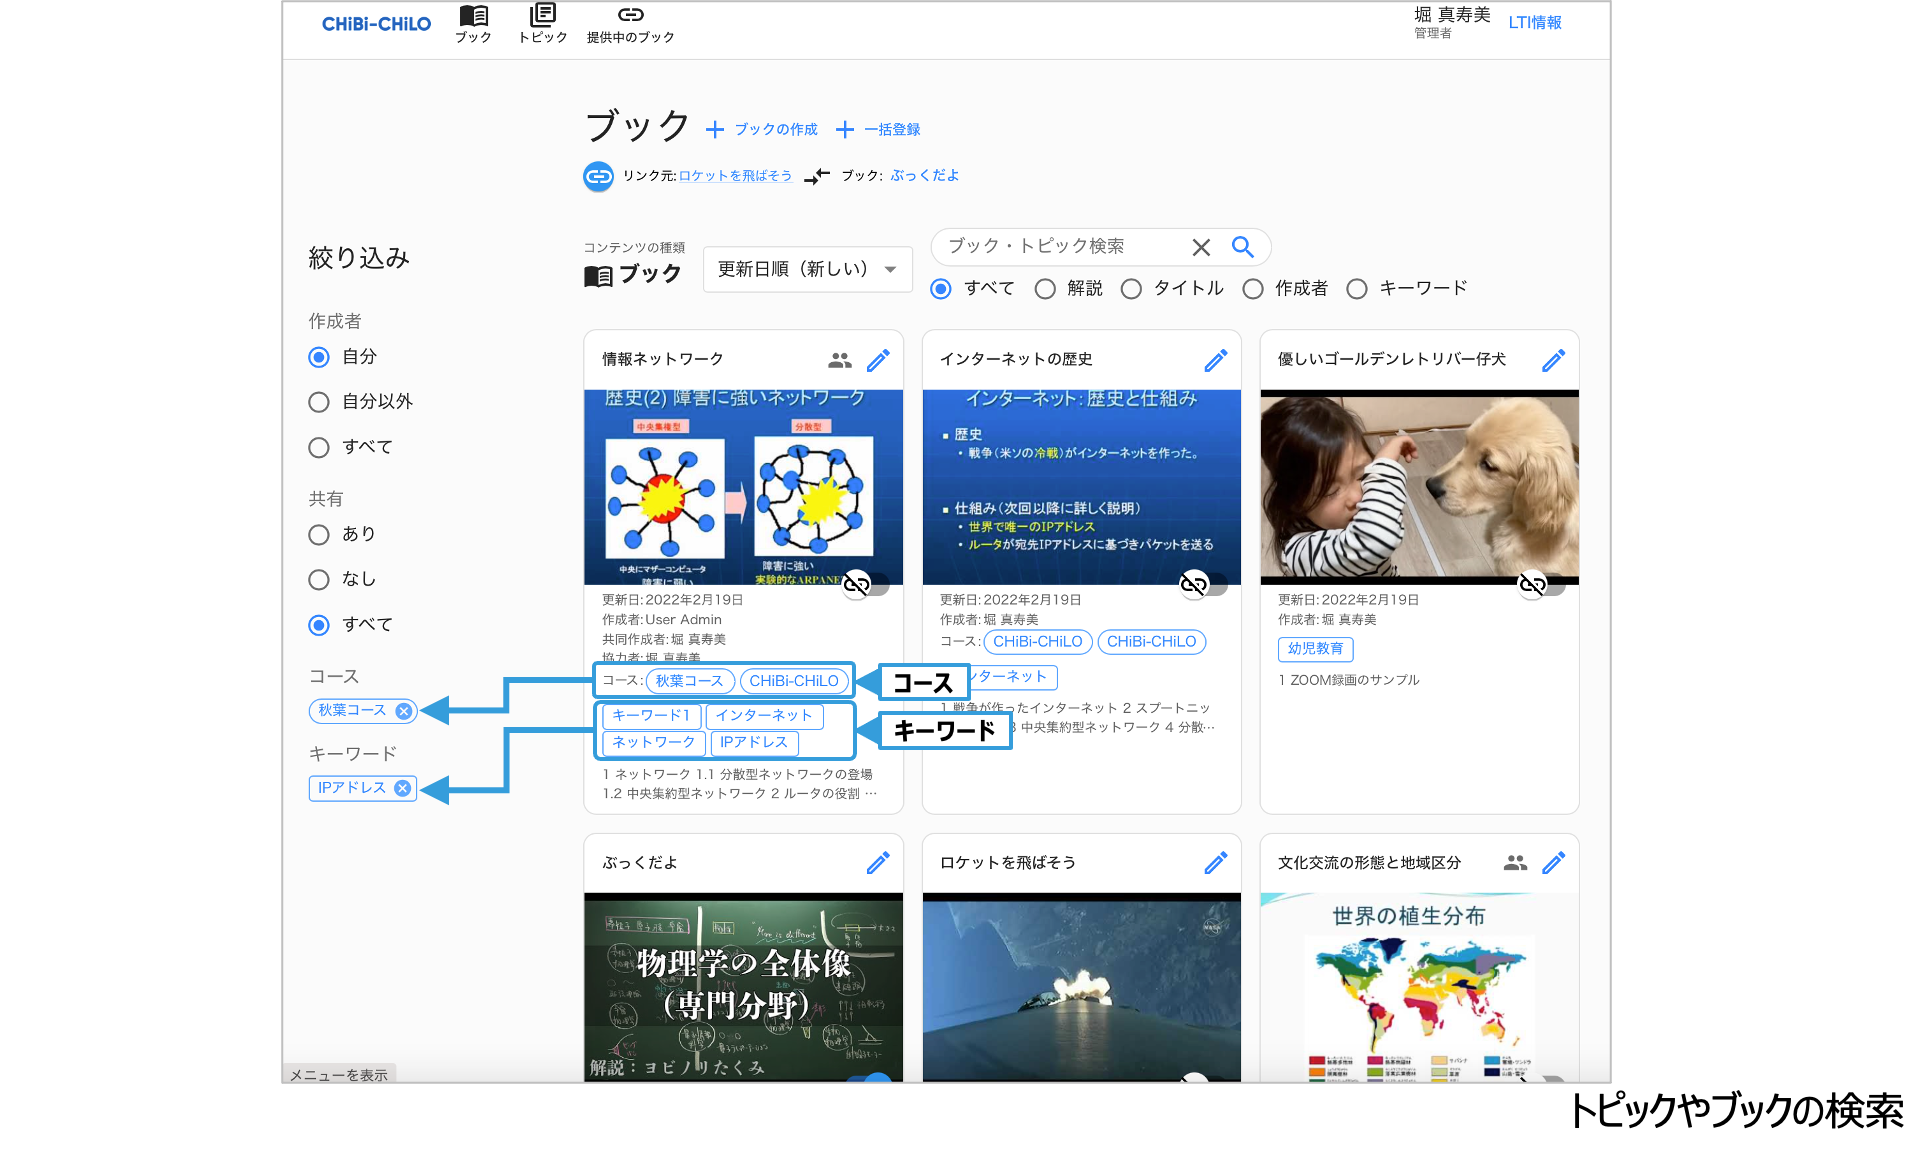 CHiBi-CHiLO
ブック
トピック
提供中のブック
堀 真寿美
管理者
LTI情報
ブック
ブックの作成
一括登録
リンク元: ロケットを飛ばそう
ブック: ぶっくだよ
絞り込み
作成者
自分
自分以外
すべて
共有
あり
なし
すべて
コース
秋葉コース
キーワード
IPアドレス
コンテンツの種類
ブック
更新日順（新しい）
ブック・トピック検索
すべて
解説
タイトル
作成者
キーワード
情報ネットワーク
歴史(2) 障害に強いネットワーク
中央集権型
分散型
中央にマザーコンピュータ
障害に弱い
障害に強い
実験的なARPANE
更新日: 2022年2月19日
作成者: User Admin
共同作成者: 堀 真寿美
協力者: 堀 真寿美
コース: 秋葉コース CHiBi-CHiLO
キーワード1 インターネット
ネットワーク IPアドレス
1 ネットワーク 1.1 分散型ネットワークの登場
1.2 中央集約型ネットワーク 2 ルータの役割 …
コース
キーワード
インターネットの歴史
インターネット: 歴史と仕組み
▪ 歴史
・戦争（米ソの冷戦）がインターネットを作った。
▪ 仕組み（次回以降に詳しく説明）
・世界で唯一のIPアドレス
・ルータが宛先IPアドレスに基づきパケットを送る
更新日: 2022年2月19日
作成者: 堀 真寿美
コース: CHiBi-CHiLO CHiBi-CHiLO
ンターネット
1 戦争が作ったインターネット 2 スプートニッ
3 中央集約型ネットワーク 4 分散…
優しいゴールデンレトリバー仔犬
更新日: 2022年2月19日
作成者: 堀 真寿美
幼児教育
1 ZOOM録画のサンプル
ぶっくだよ
物理学の全体像
（専門分野）
解説：ヨビノリたくみ
ロケットを飛ばそう
文化交流の形態と地域区分
世界の植生分布
メニューを表示
トピックやブックの検索